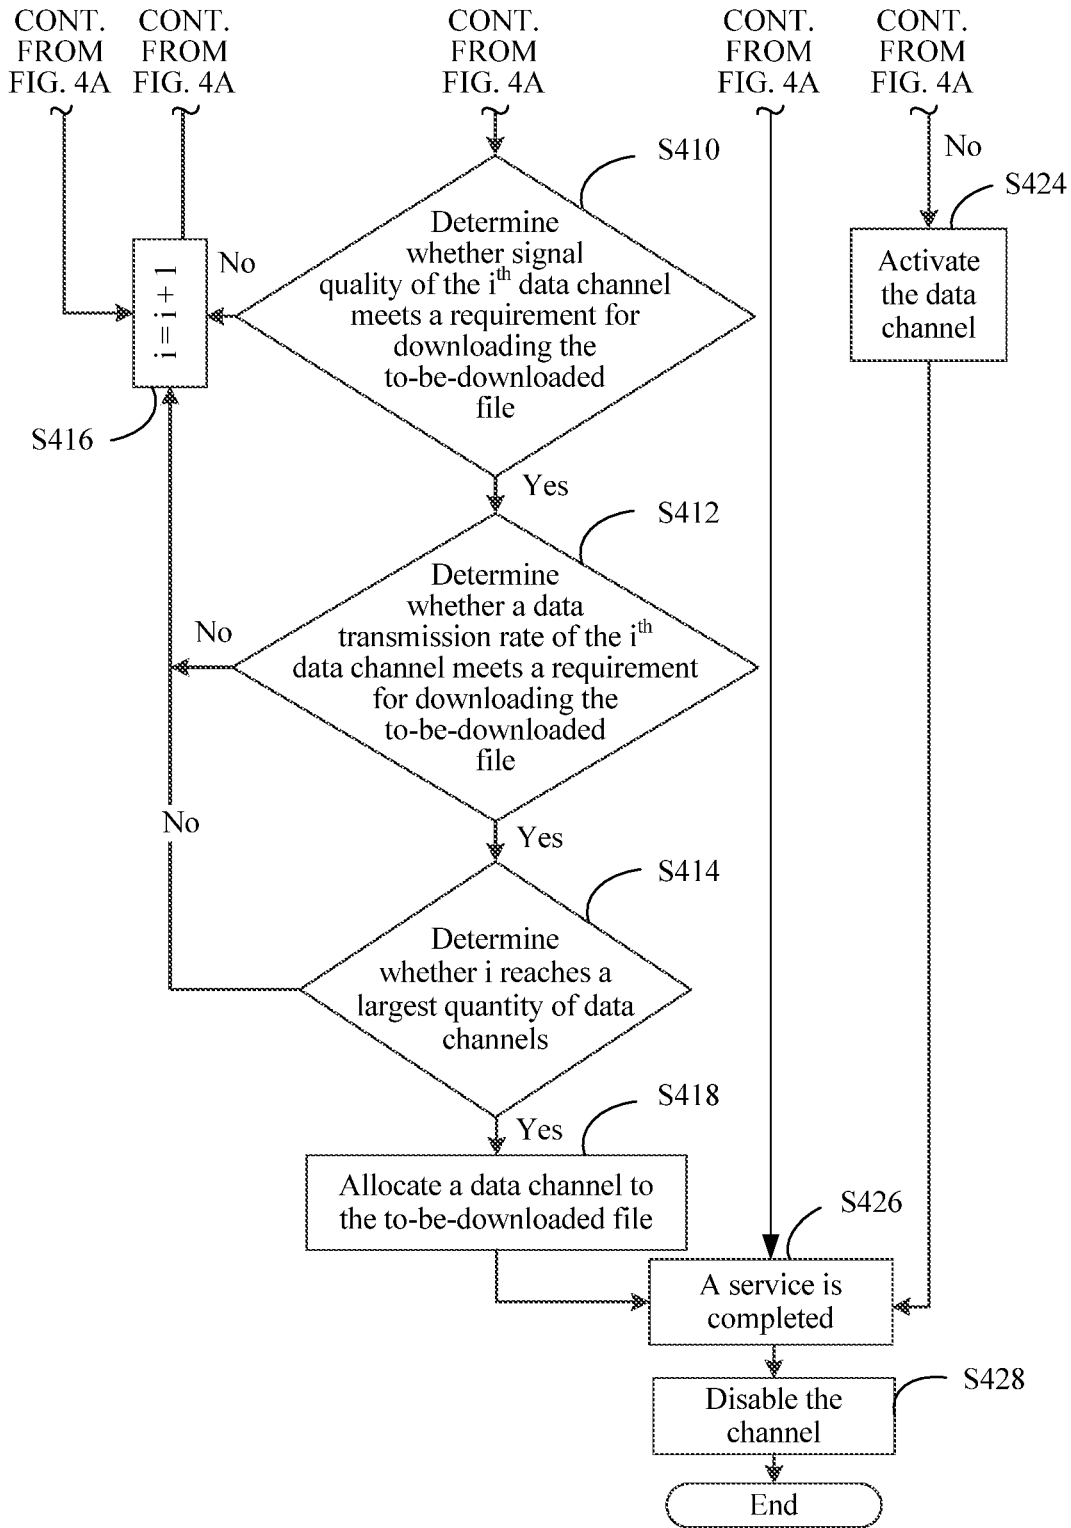 CONT.
FROM
FIG. 4A
CONT.
FROM
FIG. 4A
CONT.
FROM
FIG. 4A
CONT.
FROM
FIG. 4A
CONT.
FROM
FIG. 4A
No
S410
S424
Determine
whether signal
quality of the iᵗʰ data channel
meets a requirement for
downloading the
to-be-downloaded
file
No
i = i + 1
S416
Activate
the data
channel
Yes
S412
Determine
whether a data
transmission rate of the iᵗʰ
data channel meets a requirement
for downloading the
to-be-downloaded
file
No
No
Yes
S414
Determine
whether i reaches a
largest quantity of data
channels
Yes
S418
Allocate a data channel to
the to-be-downloaded file
S426
A service is
completed
S428
Disable the
channel
End